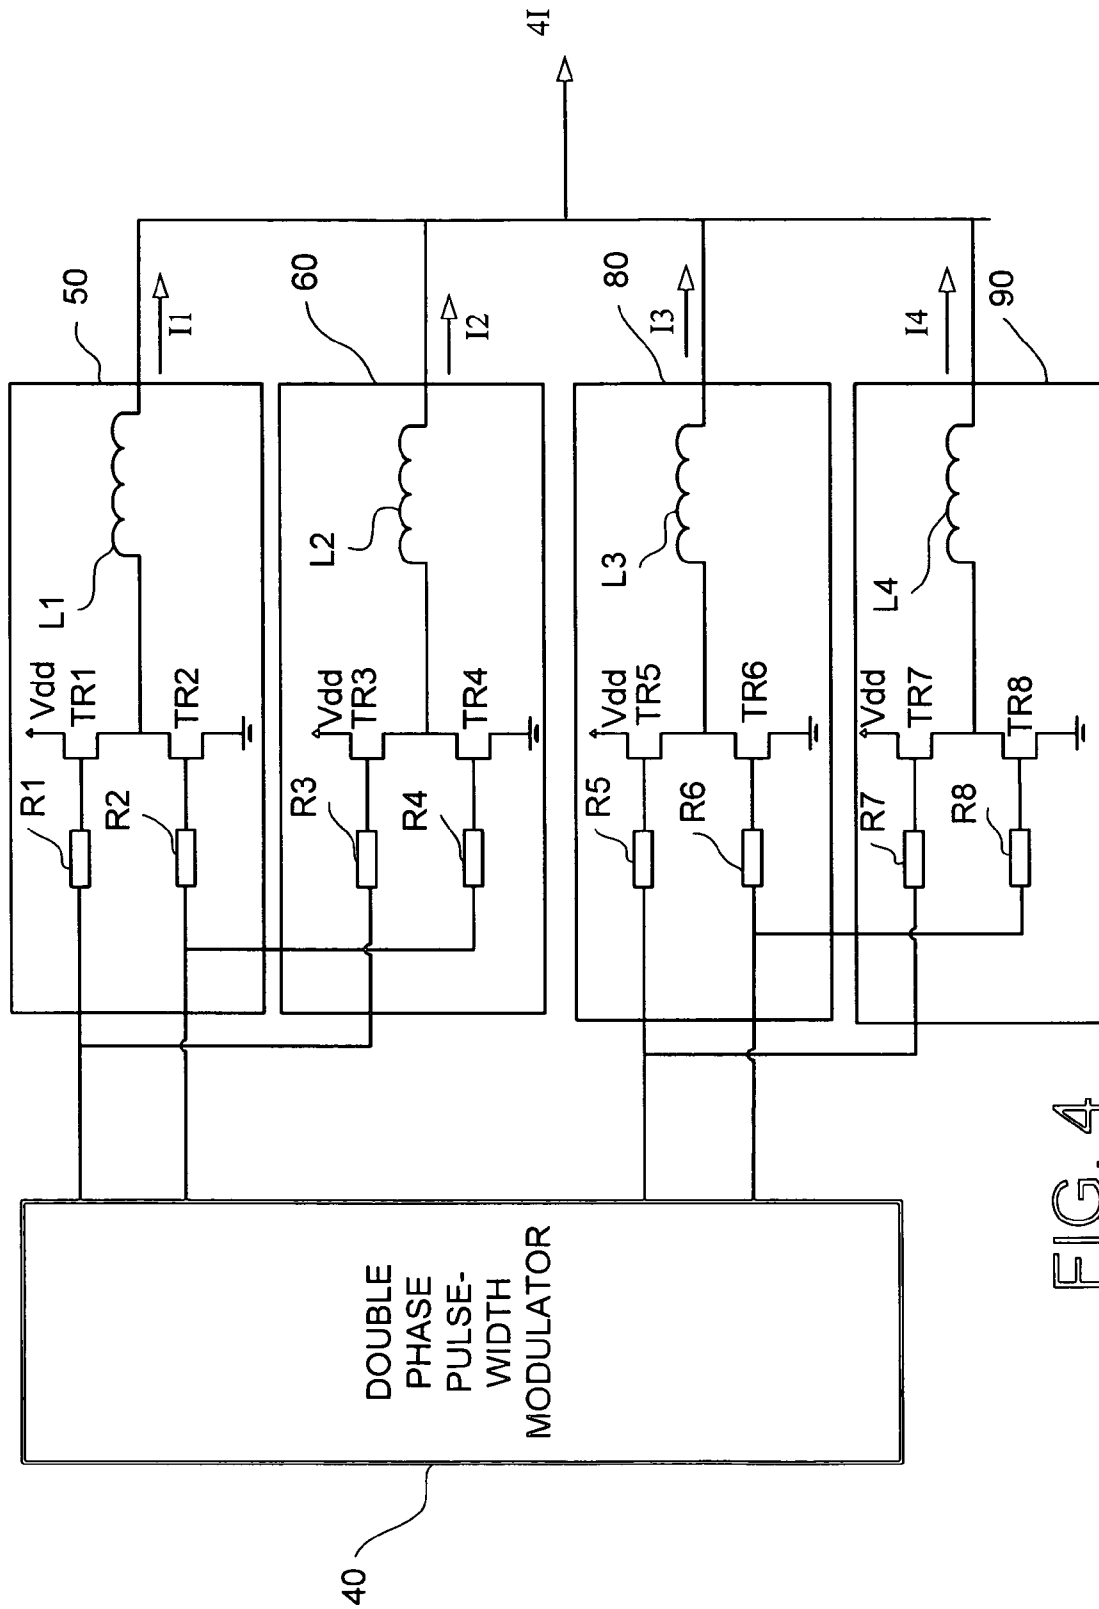 40
DOUBLE
PHASE
PULSE-
WIDTH
MODULATOR
R1
Vdd
TR1
L1
50
I1
R2
TR2
R3
Vdd
TR3
L2
60
I2
R4
TR4
4I
R5
Vdd
TR5
L3
80
I3
R6
TR6
R7
Vdd
TR7
L4
I4
90
R8
TR8
FIG. 4